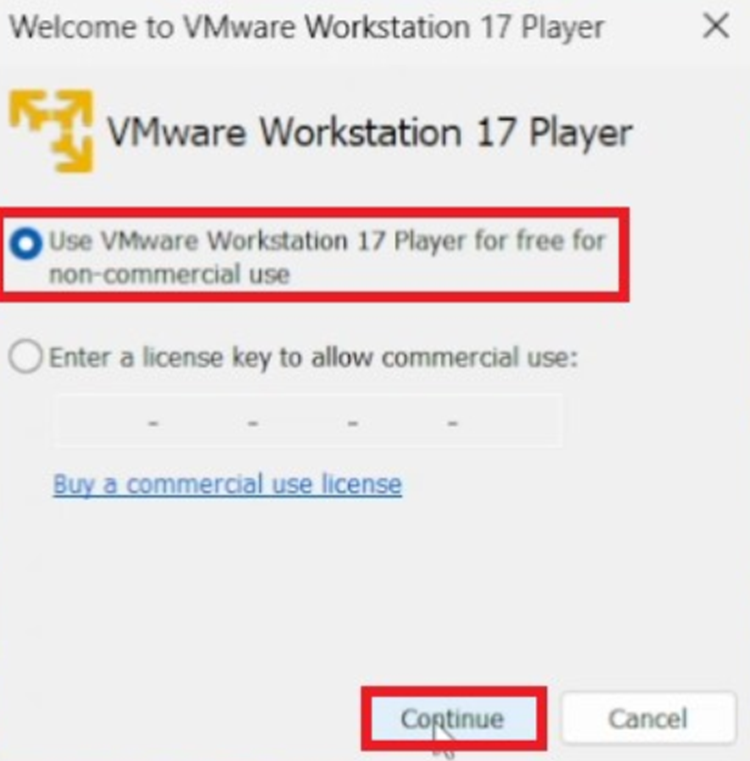 Welcome to VMware Workstation 17 Player
VMware Workstation 17 Player
Use VMware Workstation 17 Player for free for
non-commercial use
Enter a license key to allow commercial use:
- - - -
Buy a commercial use license
Continue
Cancel